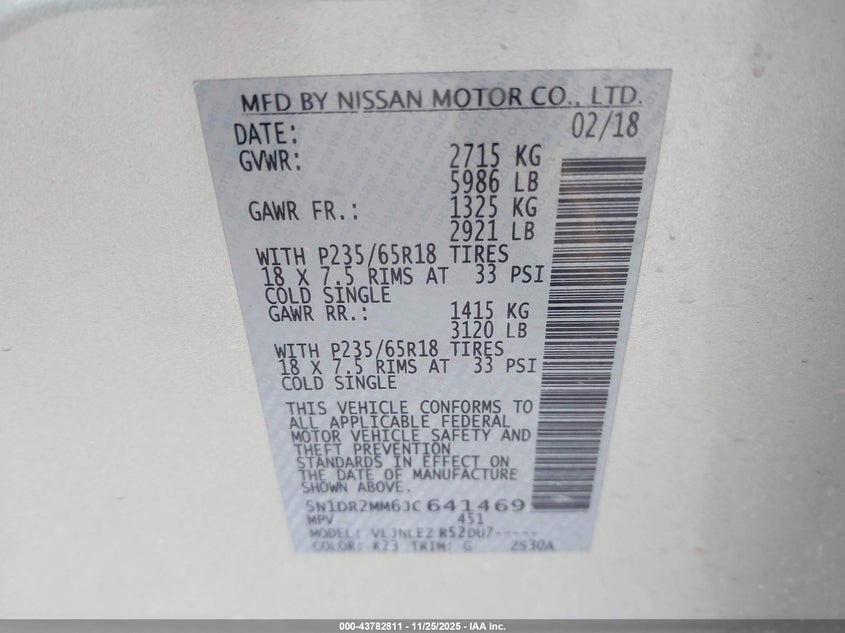 MFD BY NISSAN MOTOR CO., LTD.
DATE: 02/18
GVWR: 2715 KG
5986 LB
GAWR FR.: 1325 KG
2921 LB
WITH P235/65R18 TIRES
18 X 7.5 RIMS AT 33 PSI
COLD SINGLE
GAWR RR.: 1415 KG
3120 LB
WITH P235/65R18 TIRES
18 X 7.5 RIMS AT 33 PSI
COLD SINGLE
THIS VEHICLE CONFORMS TO
ALL APPLICABLE FEDERAL
MOTOR VEHICLE SAFETY AND
THEFT PREVENTION
STANDARDS IN EFFECT ON
THE DATE OF MANUFACTURE
SHOWN ABOVE.
5N1DR2MM6JC641469
MPV 451
MODEL: VL3NLEZ R52DU7-----
COLOR: K23 TRIM: G 2S30A
000-43782811 - 11/25/2025 - IAA Inc.